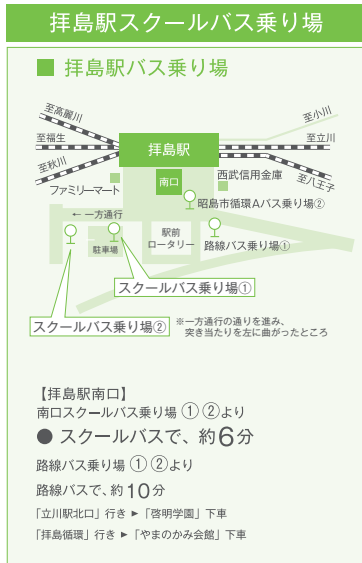 拝島駅スクールバス乗り場
■ 拝島駅バス乗り場
至高麗川
至小川
至福生
至立川
拝島駅
至秋川
至八王子
南口
西武信用金庫
ファミリーマート
昭島市循環Aバス乗り場②
← 一方通行
駐車場
駅前
ロータリー
路線バス乗り場①
スクールバス乗り場①
スクールバス乗り場②
※一方通行の通りを進み、
突き当たりを左に曲がったところ
【拝島駅南口】
南口スクールバス乗り場 ①②より
● スクールバスで、約6分
路線バス乗り場 ①②より
路線バスで、約10分
「立川駅北口」行き ▶ 「啓明学園」下車
「拝島循環」行き ▶ 「やまのかみ会館」下車